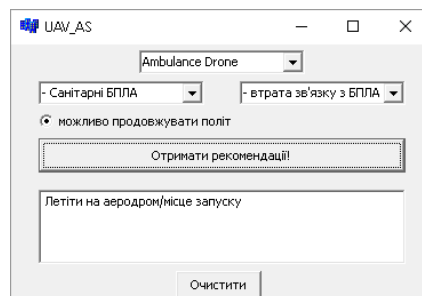 UAV_AS
Ambulance Drone
- Санітарні БПЛА
- втрата зв'язку з БПЛА
можливо продовжувати політ
Отримати рекомендації!
Летіти на аеродром/місце запуску
Очистити